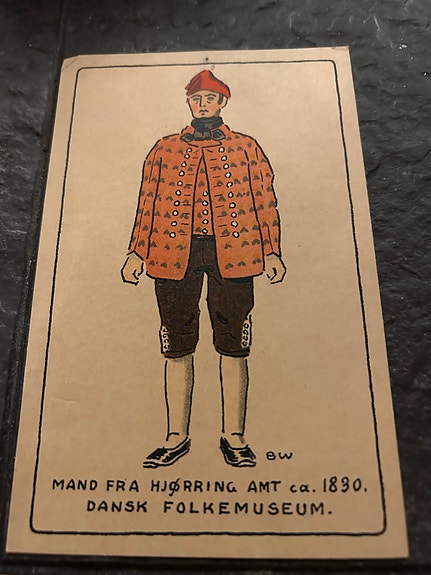 BW
MAND FRA HJØRRING AMT ca. 1830.
DANSK FOLKEMUSEUM.